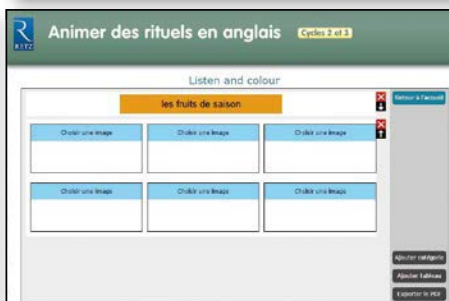 RETZ
Animer des rituels en anglais Cycles 2 et 3
Listen and colour
les fruits de saison
Retour à l'accueil
Choisir une image Choisir une image Choisir une image
Choisir une image Choisir une image Choisir une image
Ajouter catégorie
Ajouter Tableau
Exporter le PDF